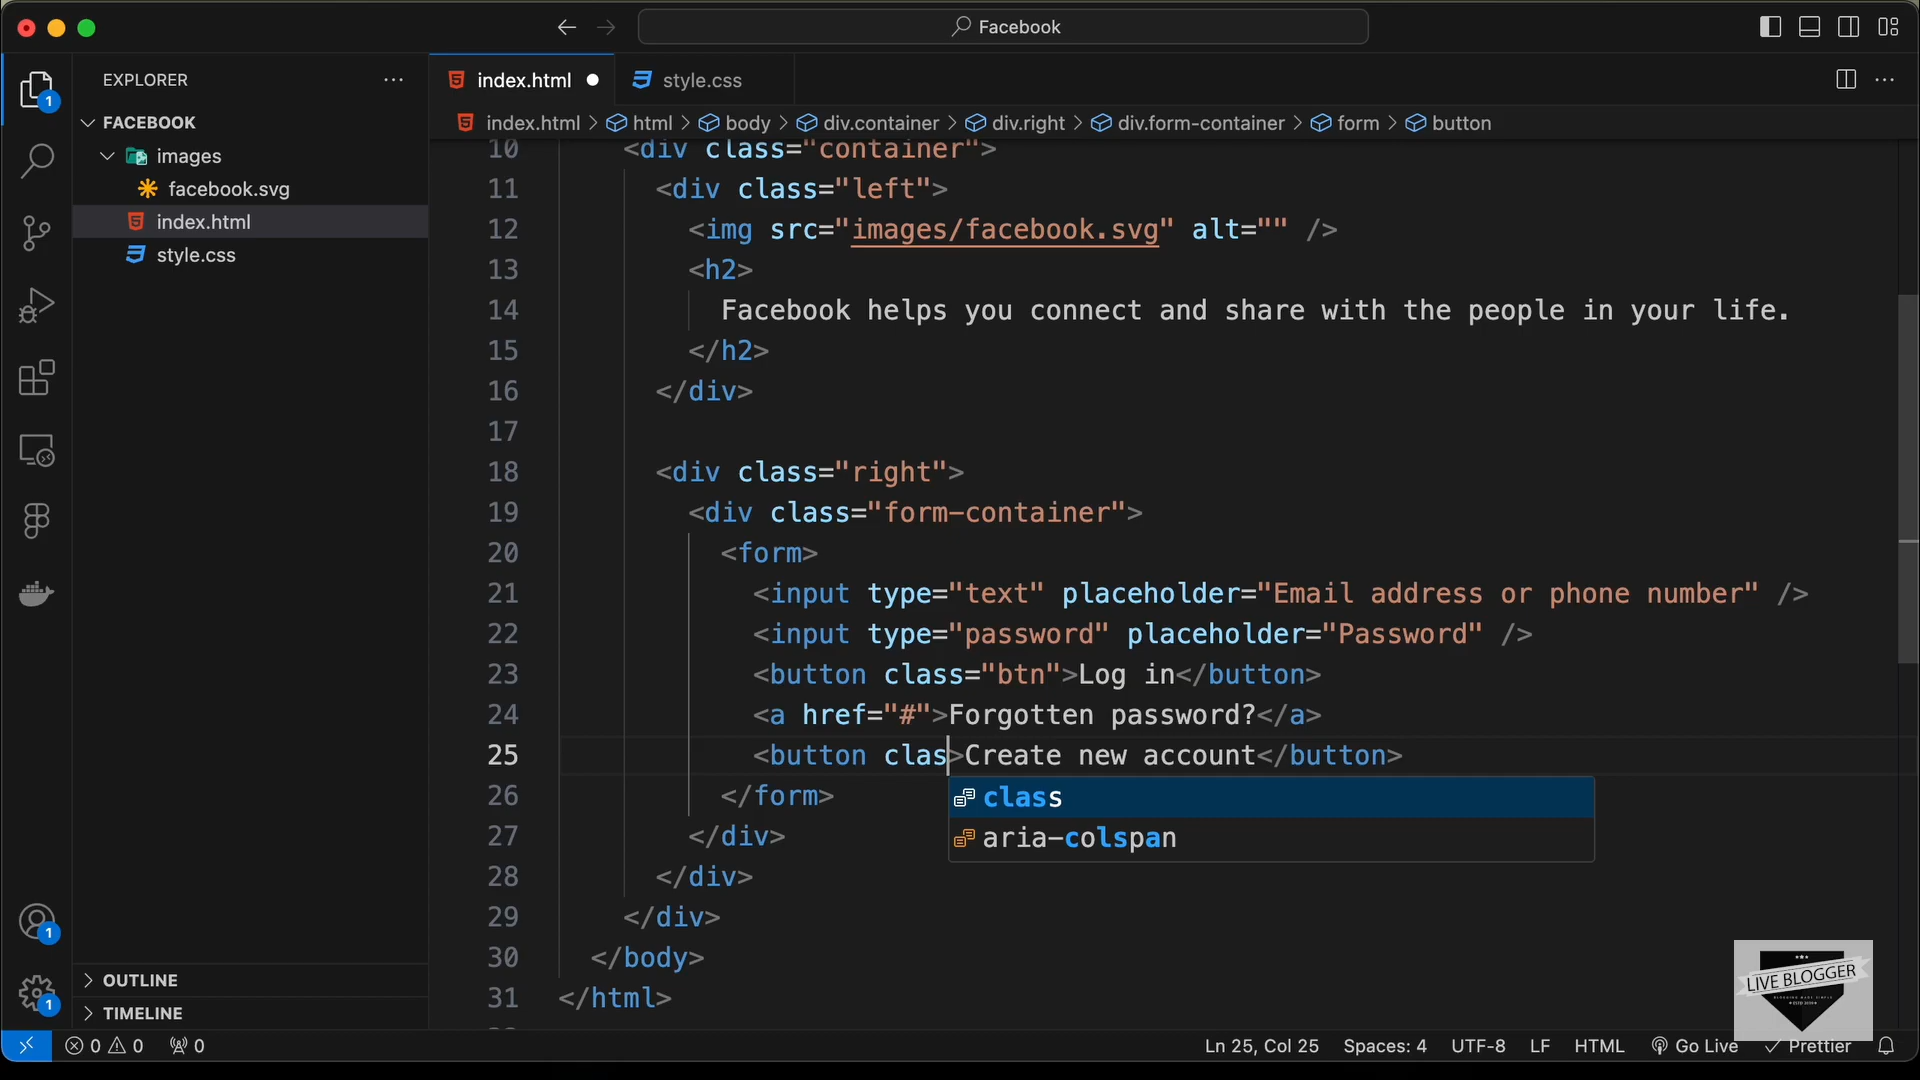 Facebook
EXPLORER
index.html
style.css
1
FACEBOOK
index.html > html > body > div.container > div.right > div.form-container > form > button
images
facebook.svg
index.html
style.css
10 <div class="container">
11 <div class="left">
12 <img src="images/facebook.svg" alt="" />
13 <h2>
14 Facebook helps you connect and share with the people in your life.
15 </h2>
16 </div>
17
18 <div class="right">
19 <div class="form-container">
20 <form>
21 <input type="text" placeholder="Email address or phone number" />
22 <input type="password" placeholder="Password" />
23 <button class="btn">Log in</button>
24 <a href="#">Forgotten password?</a>
25 <button clas>Create new account</button>
class
aria-colspan
26 </form>
27 </div>
28 </div>
29 </div>
30 </body>
31 </html>
1
1
OUTLINE
TIMELINE
LIVE BLOGGER
0 0 0
Ln 25, Col 25
Spaces: 4
UTF-8
LF
HTML
Go Live
Prettier